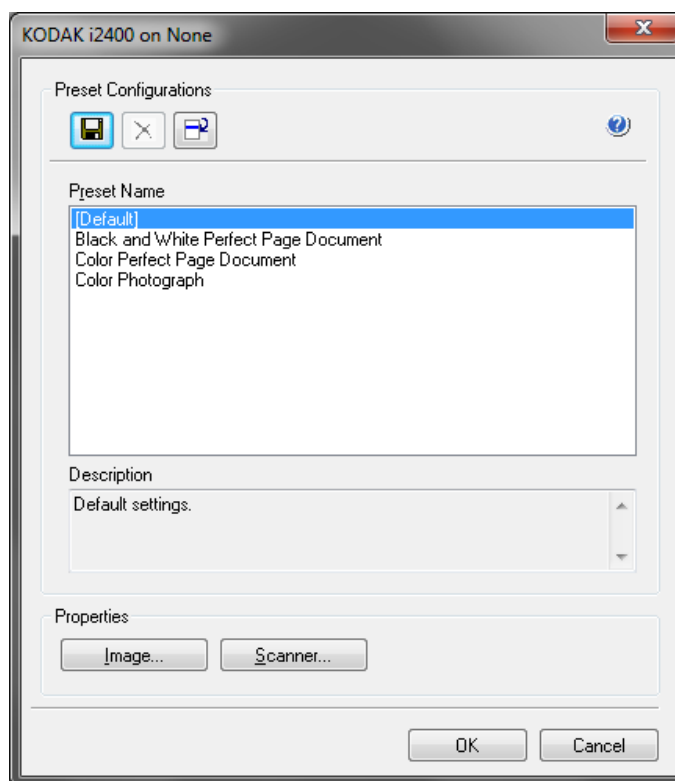 KODAK i2400 on None
Preset Configurations
Preset Name
[Default]
Black and White Perfect Page Document
Color Perfect Page Document
Color Photograph
Description
Default settings.
Properties
Image... Scanner...
OK Cancel